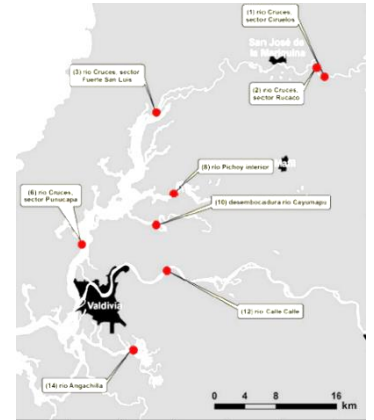 (1) río Cruces,
sector Ciruelos
San José de
la Mariquina
(3) río Cruces, sector
Fuerte San Luis
(2) río Cruces,
sector Rucaco
(8) río Pichoy interior
(6) río Cruces,
sector Punucapa
(10) desembocadura río Cayumapu
Valdivia
(12) río Calle Calle
(14) río Angachilla
0 4 8 16
km